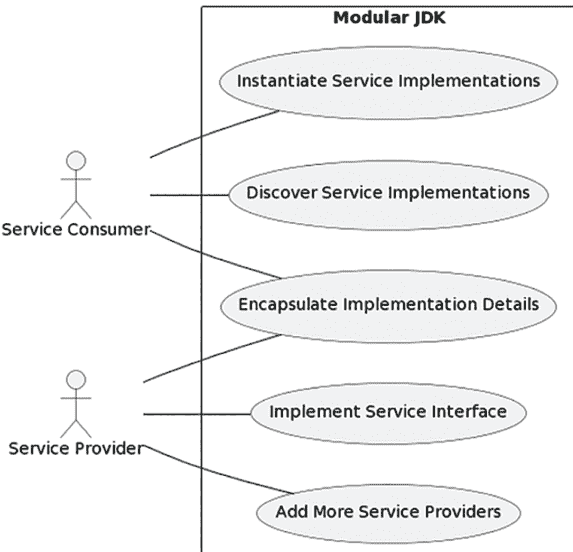 Modular JDK
Instantiate Service Implementations
Discover Service Implementations
Service Consumer
Encapsulate Implementation Details
Implement Service Interface
Service Provider
Add More Service Providers